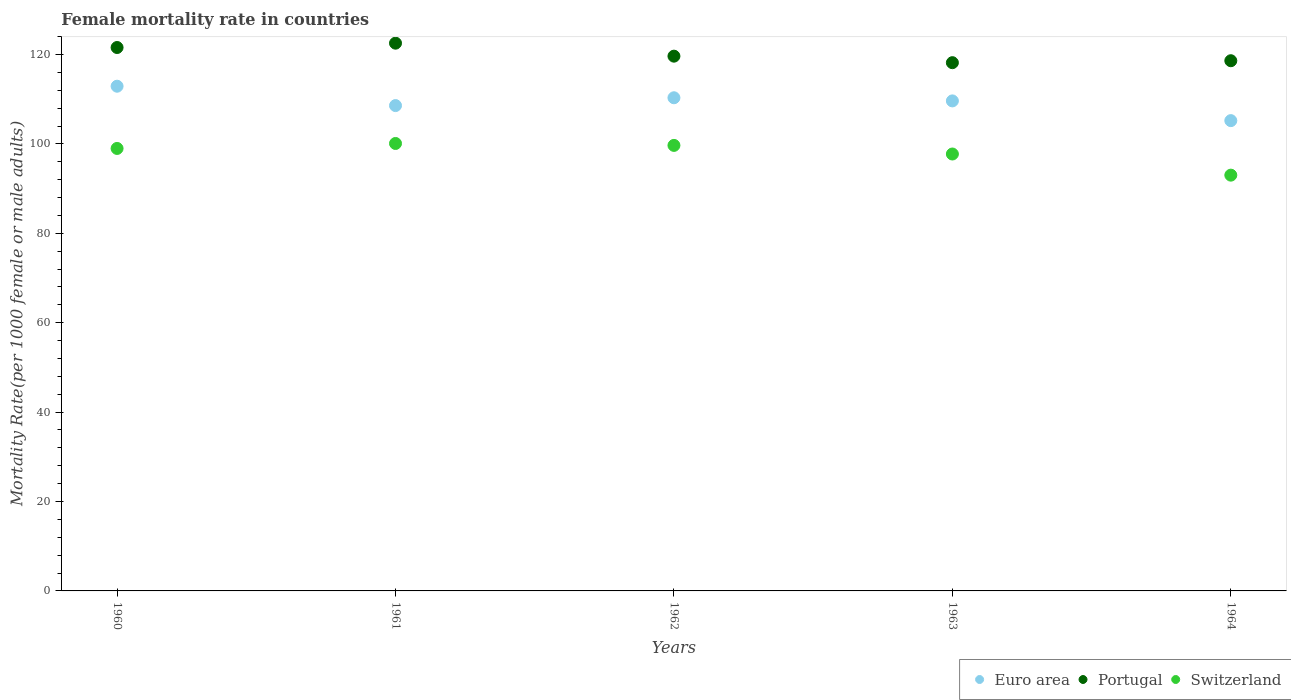 Female mortality rate in countries
Mortality Rate(per 1000 female or male adults)
120
100
80
60
40
20
0
1960
1961
1962
1963
1964
Years
Euro area
Portugal
Switzerland